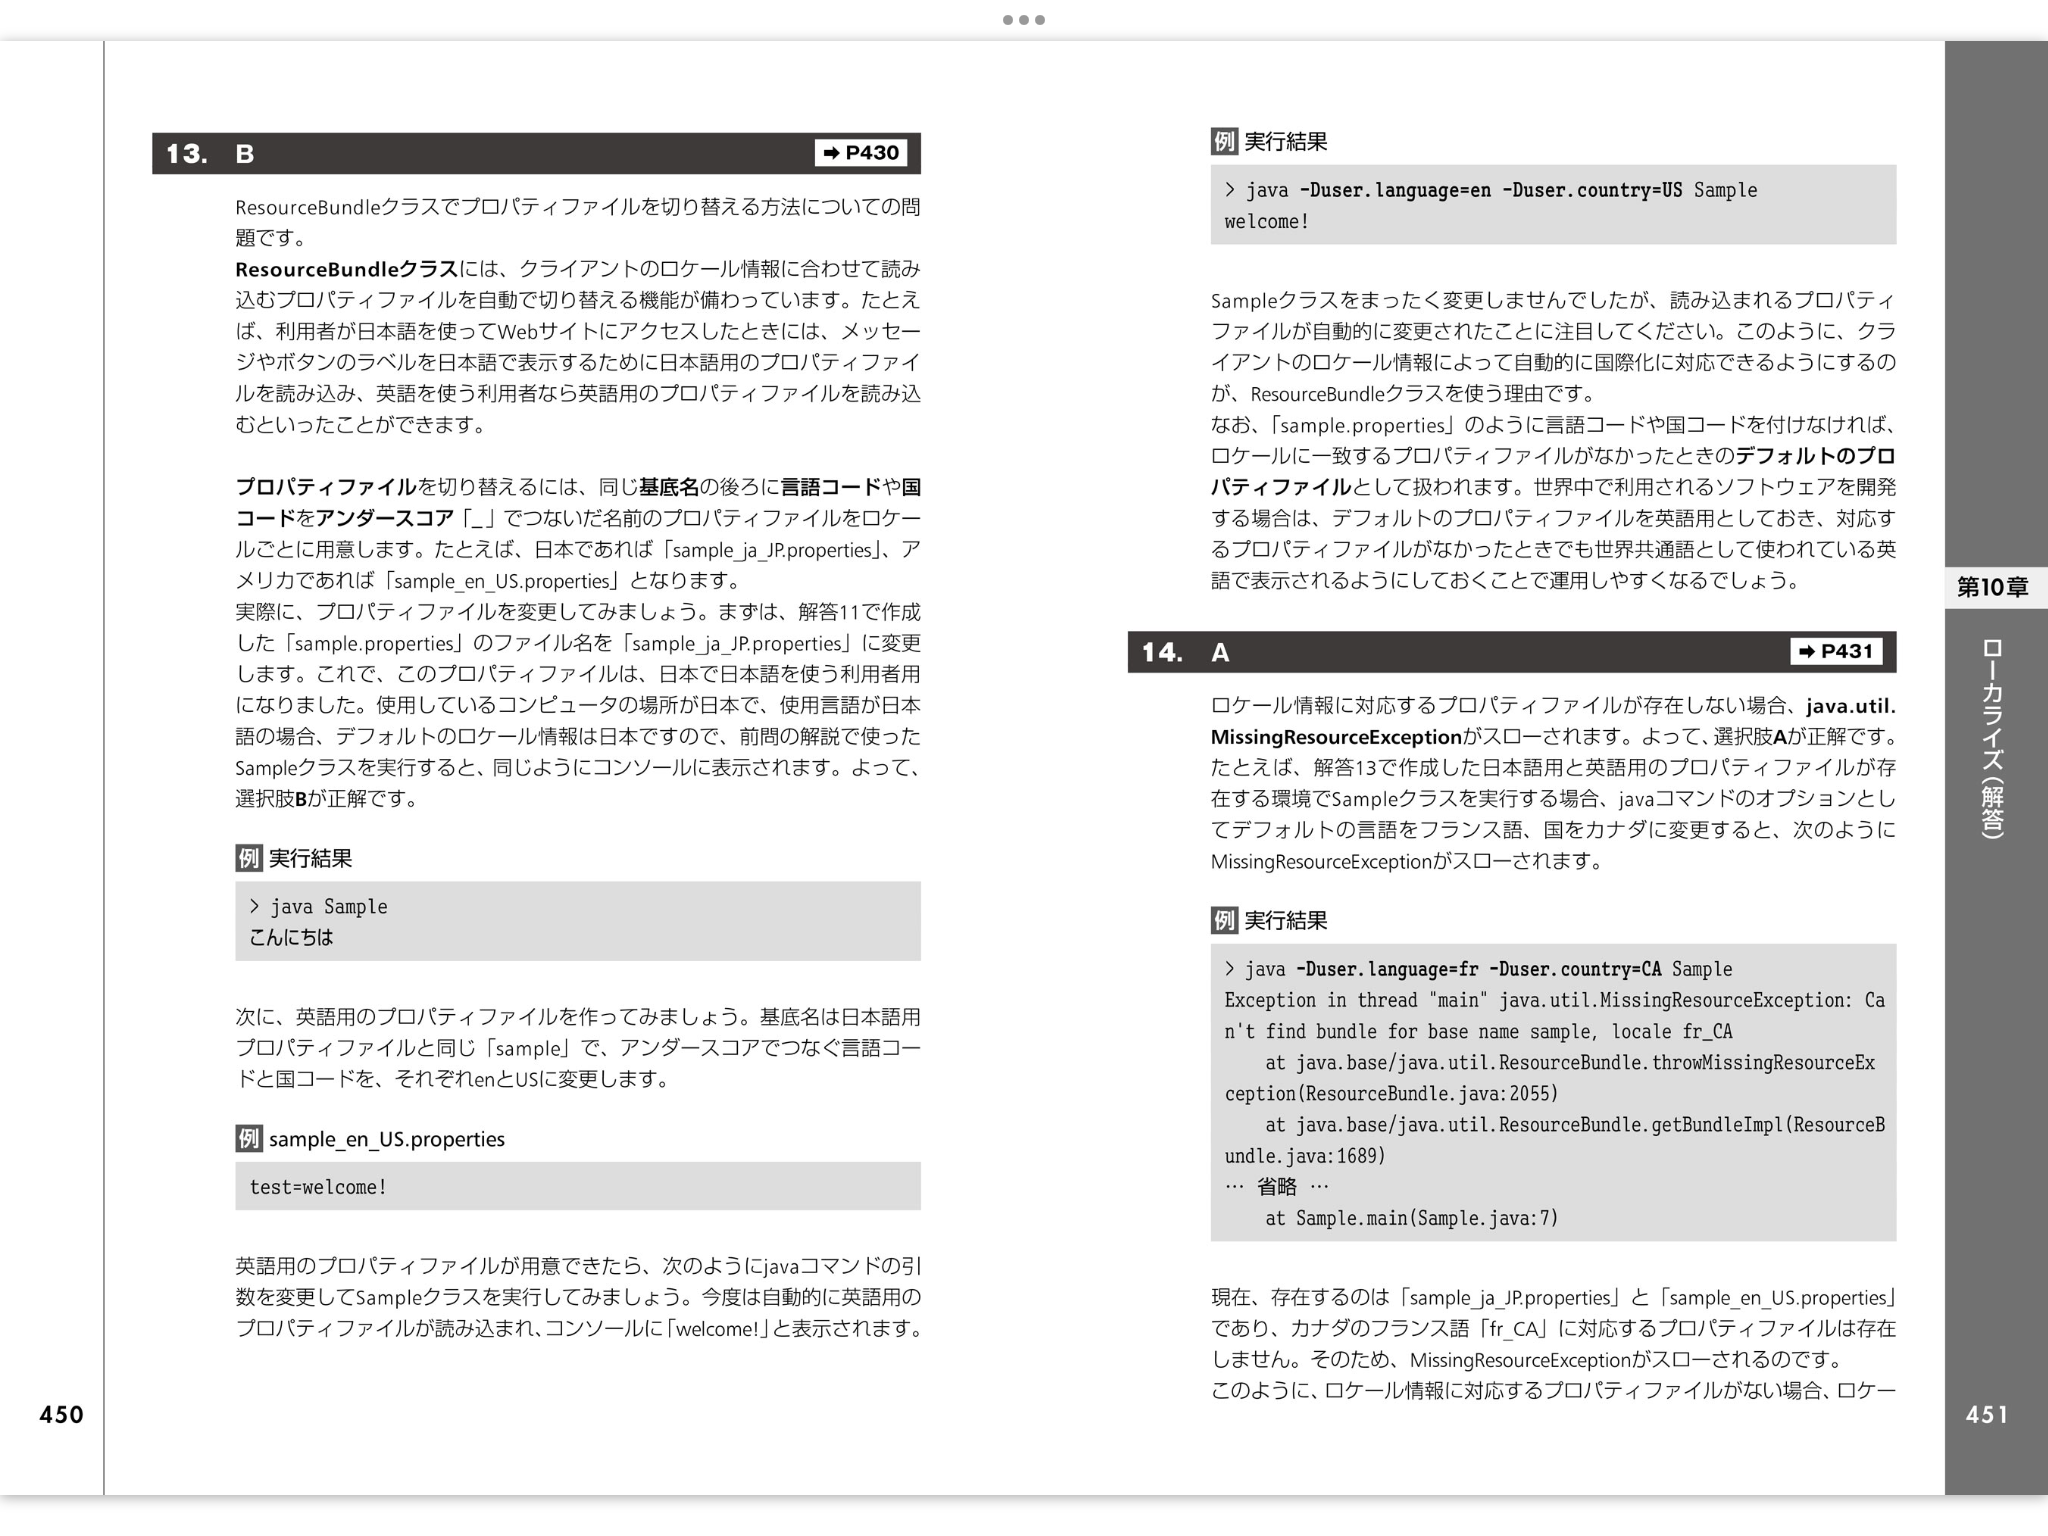 13. B ➡ P430
ResourceBundleクラスでプロパティファイルを切り替える方法についての問
題です。
ResourceBundleクラスには、クライアントのロケール情報に合わせて読み
込むプロパティファイルを自動で切り替える機能が備わっています。たとえ
ば、利用者が日本語を使ってWebサイトにアクセスしたときには、メッセー
ジやボタンのラベルを日本語で表示するために日本語用のプロパティファイ
ルを読み込み、英語を使う利用者なら英語用のプロパティファイルを読み込
むといったことができます。
プロパティファイルを切り替えるには、同じ基底名の後ろに言語コードや国
コードをアンダースコア「_」でつないだ名前のプロパティファイルをロケー
ルごとに用意します。たとえば、日本であれば「sample_ja_JP.properties」、ア
メリカであれば「sample_en_US.properties」となります。
実際に、プロパティファイルを変更してみましょう。まずは、解答11で作成
した「sample.properties」のファイル名を「sample_ja_JP.properties」に変更
します。これで、このプロパティファイルは、日本で日本語を使う利用者用
になりました。使用しているコンピュータの場所が日本で、使用言語が日本
語の場合、デフォルトのロケール情報は日本ですので、前問の解説で使った
Sampleクラスを実行すると、同じようにコンソールに表示されます。よって、
選択肢Bが正解です。
例 実行結果
> java Sample
こんにちは
次に、英語用のプロパティファイルを作ってみましょう。基底名は日本語用
プロパティファイルと同じ「sample」で、アンダースコアでつなぐ言語コー
ドと国コードを、それぞれenとUSに変更します。
例 sample_en_US.properties
test=welcome!
英語用のプロパティファイルが用意できたら、次のようにjavaコマンドの引
数を変更してSampleクラスを実行してみましょう。今度は自動的に英語用の
プロパティファイルが読み込まれ、コンソールに「welcome!」と表示されます。
450
例 実行結果
> java -Duser.language=en -Duser.country=US Sample
welcome!
Sampleクラスをまったく変更しませんでしたが、読み込まれるプロパティ
ファイルが自動的に変更されたことに注目してください。このように、クラ
イアントのロケール情報によって自動的に国際化に対応できるようにするの
が、ResourceBundleクラスを使う理由です。
なお、「sample.properties」のように言語コードや国コードを付けなければ、
ロケールに一致するプロパティファイルがなかったときのデフォルトのプロ
パティファイルとして扱われます。世界中で利用されるソフトウェアを開発
する場合は、デフォルトのプロパティファイルを英語用としておき、対応す
るプロパティファイルがなかったときでも世界共通語として使われている英
語で表示されるようにしておくことで運用しやすくなるでしょう。
14. A ➡ P431
ロケール情報に対応するプロパティファイルが存在しない場合、java.util.
MissingResourceExceptionがスローされます。よって、選択肢Aが正解です。
たとえば、解答13で作成した日本語用と英語用のプロパティファイルが存
在する環境でSampleクラスを実行する場合、javaコマンドのオプションとし
てデフォルトの言語をフランス語、国をカナダに変更すると、次のように
MissingResourceExceptionがスローされます。
例 実行結果
> java -Duser.language=fr -Duser.country=CA Sample
Exception in thread "main" java.util.MissingResourceException: Ca
n't find bundle for base name sample, locale fr_CA
at java.base/java.util.ResourceBundle.throwMissingResourceEx
ception(ResourceBundle.java:2055)
at java.base/java.util.ResourceBundle.getBundleImpl(ResourceB
undle.java:1689)
… 省略 …
at Sample.main(Sample.java:7)
現在、存在するのは「sample_ja_JP.properties」と「sample_en_US.properties」
であり、カナダのフランス語「fr_CA」に対応するプロパティファイルは存在
しません。そのため、MissingResourceExceptionがスローされるのです。
このように、ロケール情報に対応するプロパティファイルがない場合、ロケー
第10章
ローカライズ（解答）
451